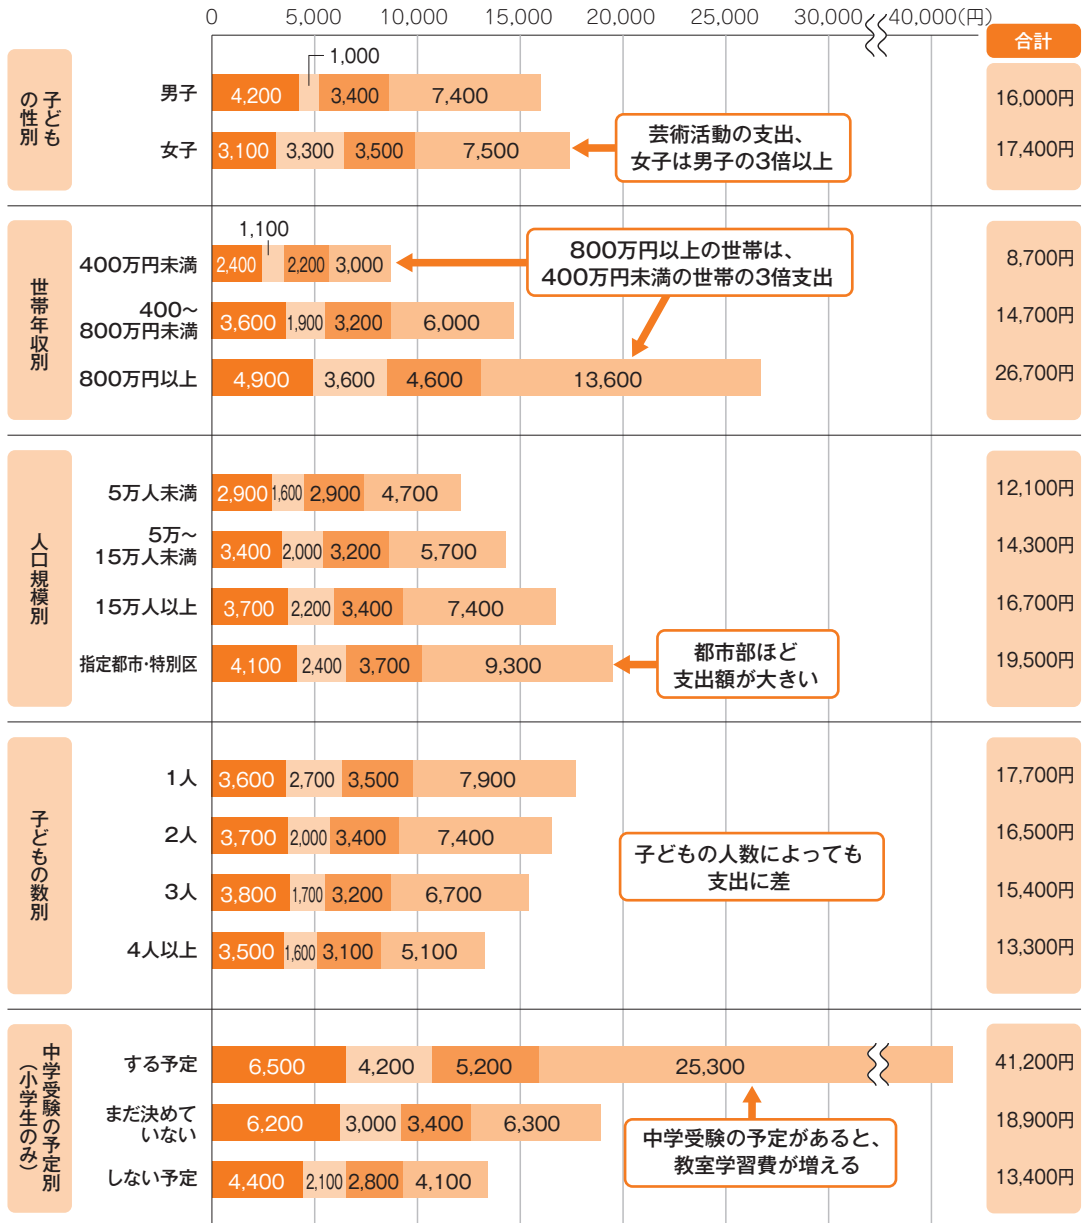 0 5,000 10,000 15,000 20,000 25,000 30,000 40,000(円)
合計
子どもの性別
1,000
男子 4,200 3,400 7,400 16,000円
女子 3,100 3,300 3,500 7,500 17,400円
芸術活動の支出、
女子は男子の3倍以上
世帯年収別
1,100
400万円未満 2,400 2,200 3,000 8,700円
800万円以上の世帯は、
400万円未満の世帯の3倍支出
400〜
800万円未満 3,600 1,900 3,200 6,000 14,700円
800万円以上 4,900 3,600 4,600 13,600 26,700円
人口規模別
5万人未満 2,900 1,600 2,900 4,700 12,100円
5万〜
15万人未満 3,400 2,000 3,200 5,700 14,300円
15万人以上 3,700 2,200 3,400 7,400 16,700円
指定都市・特別区 4,100 2,400 3,700 9,300 19,500円
都市部ほど
支出額が大きい
子どもの数別
1人 3,600 2,700 3,500 7,900 17,700円
2人 3,700 2,000 3,400 7,400 16,500円
子どもの人数によっても
支出に差
3人 3,800 1,700 3,200 6,700 15,400円
4人以上 3,500 1,600 3,100 5,100 13,300円
中学受験の予定別
(小学生のみ)
する予定 6,500 4,200 5,200 25,300 41,200円
まだ決めて
いない 6,200 3,000 3,400 6,300 18,900円
中学受験の予定があると、
教室学習費が増える
しない予定 4,400 2,100 2,800 4,100 13,400円